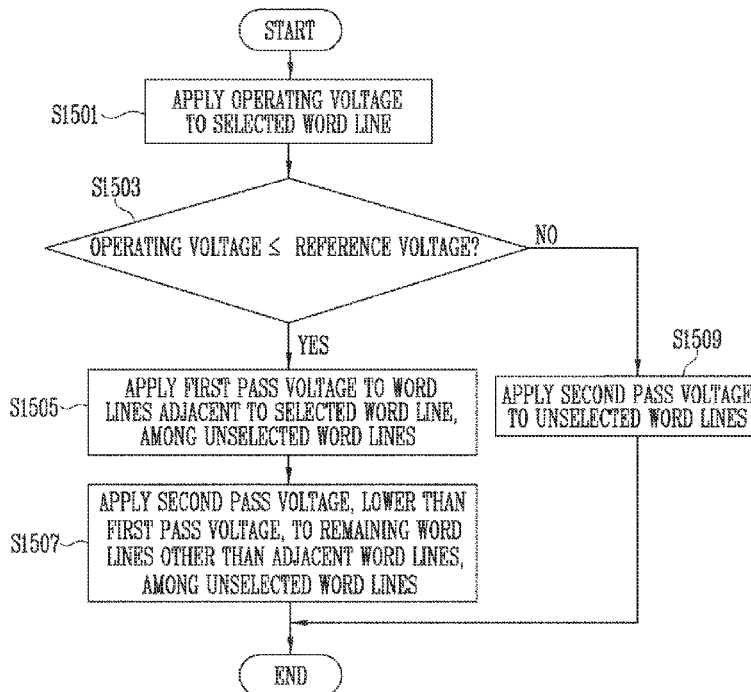 START
S1501
APPLY OPERATING VOLTAGE
TO SELECTED WORD LINE
S1503
OPERATING VOLTAGE ≤ REFERENCE VOLTAGE?
NO
YES
S1505
APPLY FIRST PASS VOLTAGE TO WORD
LINES ADJACENT TO SELECTED WORD LINE,
AMONG UNSELECTED WORD LINES
S1509
APPLY SECOND PASS VOLTAGE
TO UNSELECTED WORD LINES
S1507
APPLY SECOND PASS VOLTAGE, LOWER THAN
FIRST PASS VOLTAGE, TO REMAINING WORD
LINES OTHER THAN ADJACENT WORD LINES,
AMONG UNSELECTED WORD LINES
END